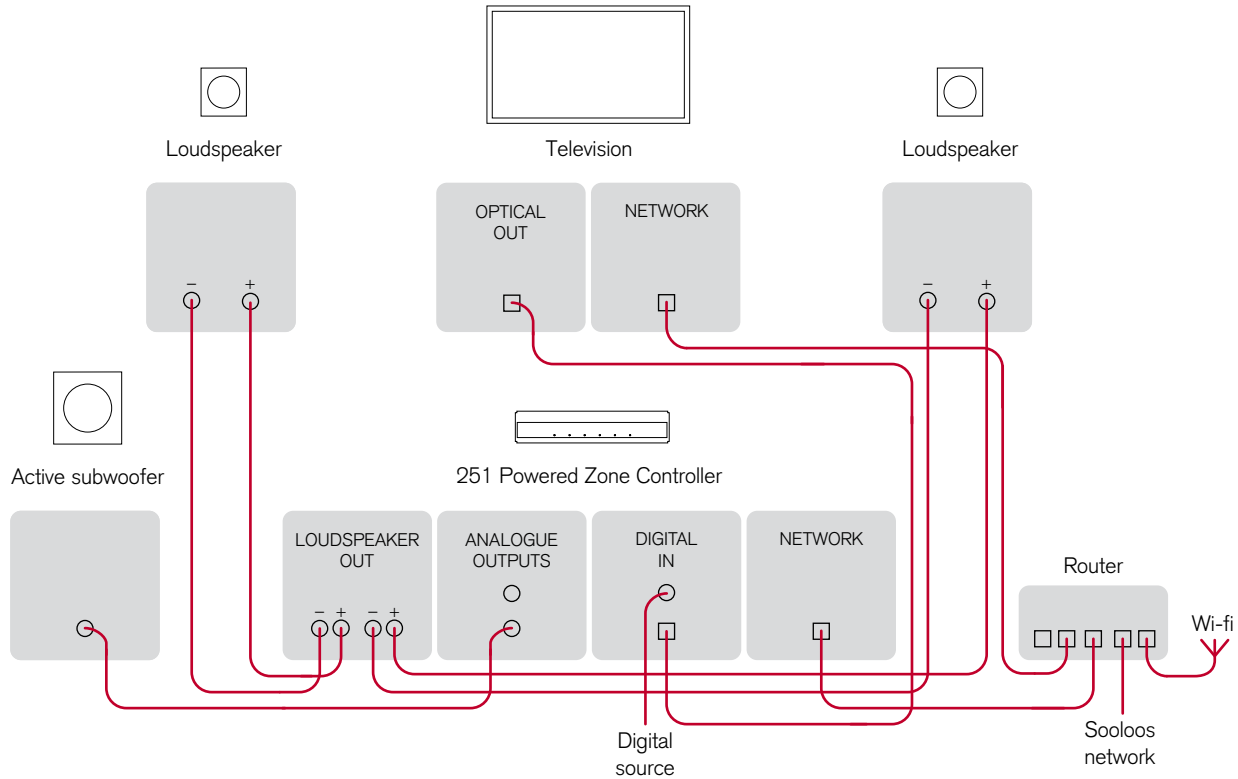 Loudspeaker
Television
Loudspeaker
OPTICAL
OUT
NETWORK
− +
− +
Active subwoofer
251 Powered Zone Controller
LOUDSPEAKER
OUT
− + − +
ANALOGUE
OUTPUTS
DIGITAL
IN
NETWORK
Router
Wi-fi
Digital
source
Sooloos
network